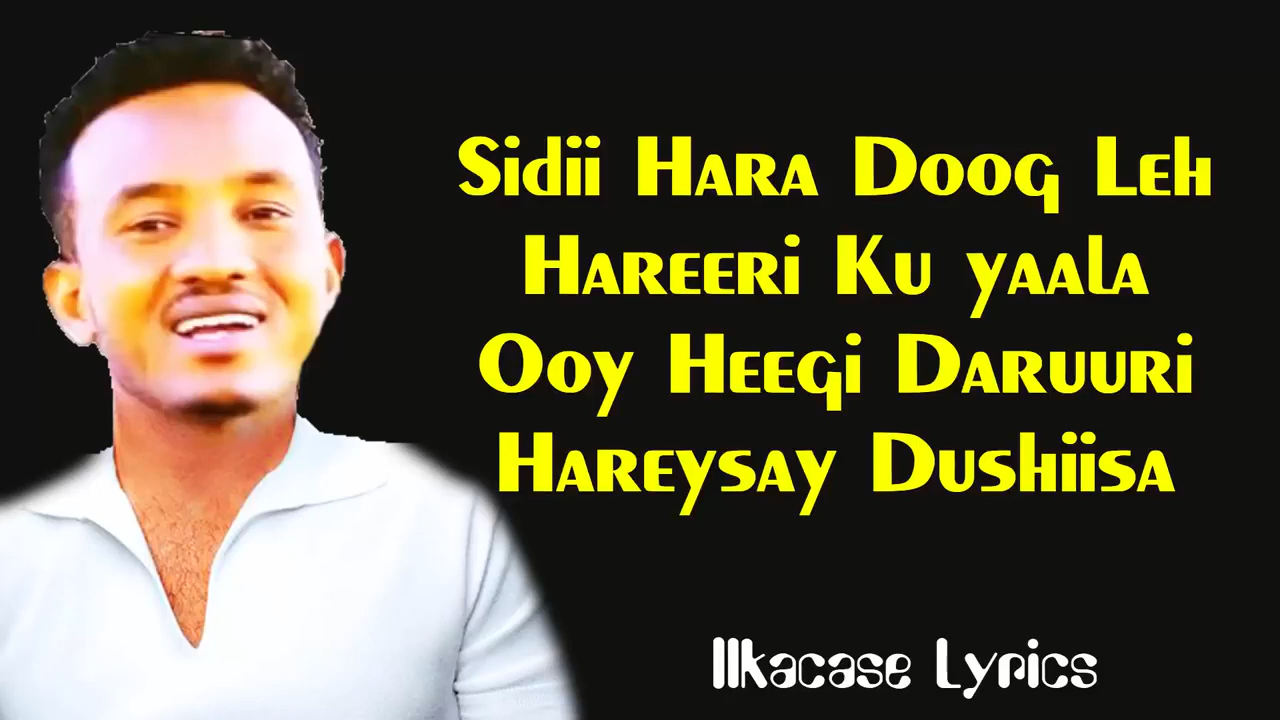 Sidii Hara Doog Leh
Hareeri Ku yaala
Ooy Heegi Daruuri
Hareysay Dushiisa
Ilkacase Lyrics